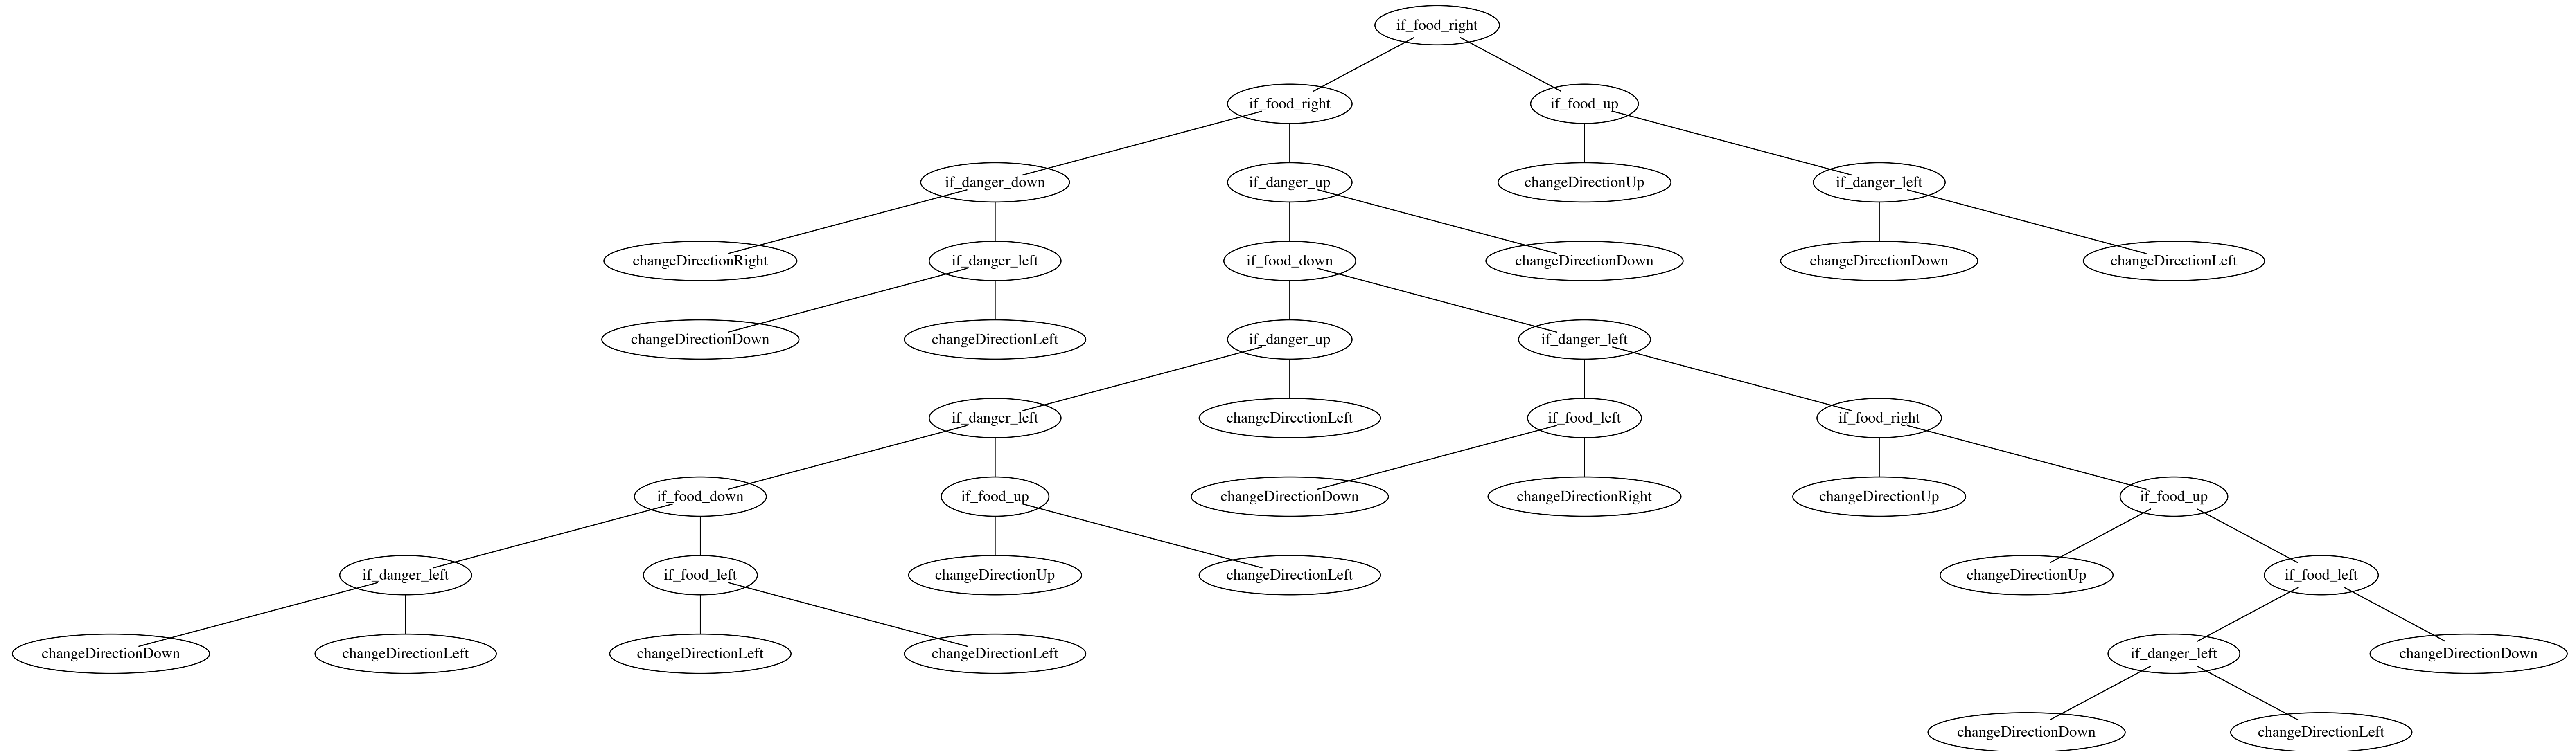 if_food_right
if_food_right
if_food_up
if_danger_down
if_danger_up
changeDirectionUp
if_danger_left
changeDirectionRight
if_danger_left
if_food_down
changeDirectionDown
changeDirectionDown
changeDirectionLeft
changeDirectionDown
changeDirectionLeft
if_danger_up
if_danger_left
if_danger_left
changeDirectionLeft
if_food_left
if_food_right
if_food_down
if_food_up
changeDirectionDown
changeDirectionRight
changeDirectionUp
if_food_up
if_danger_left
if_food_left
changeDirectionUp
changeDirectionLeft
changeDirectionUp
if_food_left
changeDirectionDown
changeDirectionLeft
changeDirectionLeft
changeDirectionLeft
if_danger_left
changeDirectionDown
changeDirectionDown
changeDirectionLeft